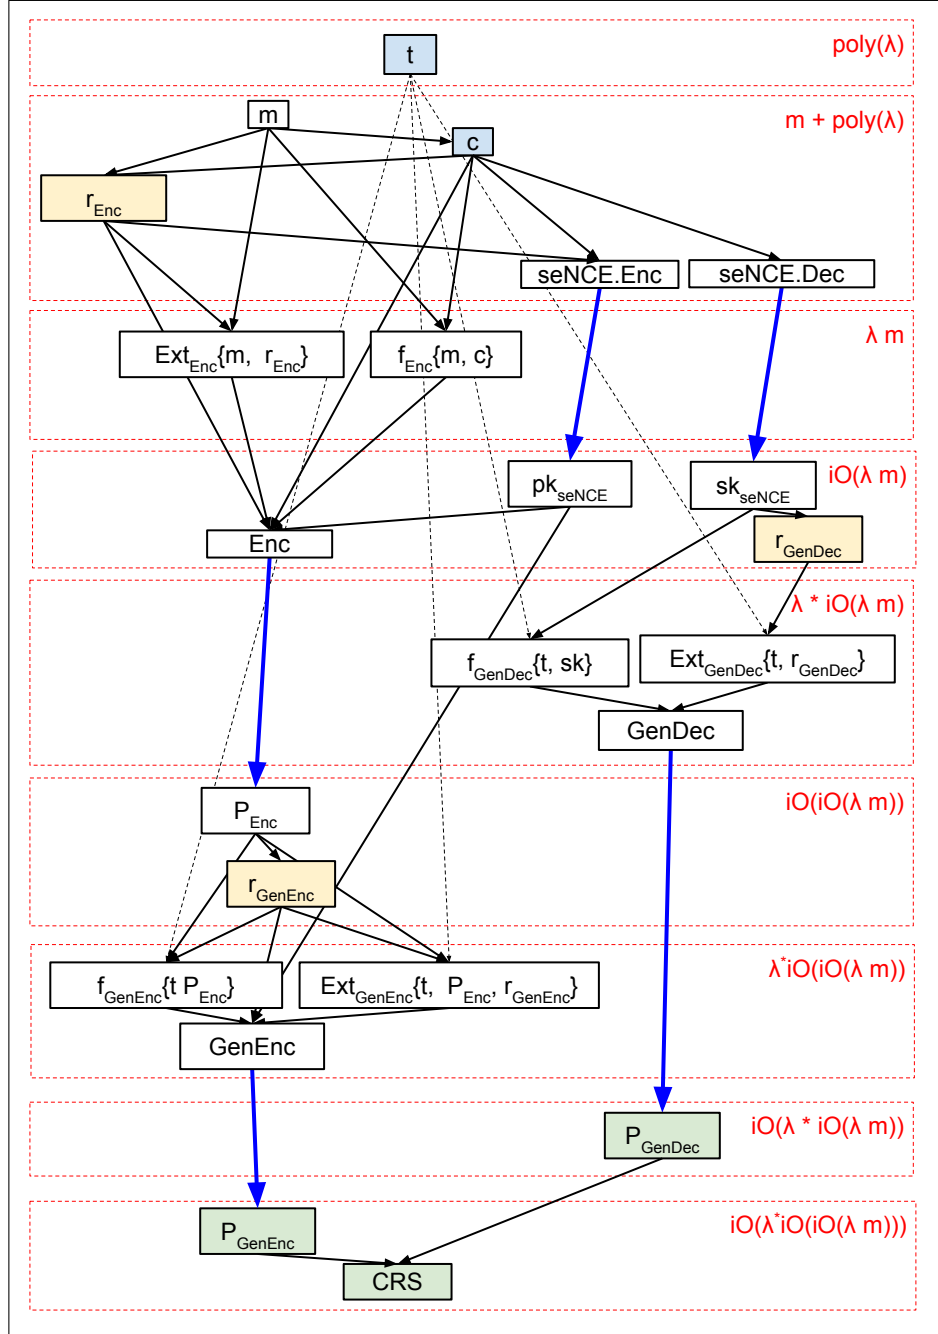 poly(λ)
t
m + poly(λ)
m
c
r_Enc
seNCE.Enc
seNCE.Dec
λ m
Ext_Enc{m, r_Enc}
f_Enc{m, c}
iO(λ m)
pk_seNCE
sk_seNCE
Enc
r_GenDec
λ * iO(λ m)
f_GenDec{t, sk}
Ext_GenDec{t, r_GenDec}
GenDec
iO(iO(λ m))
P_Enc
r_GenEnc
λ*iO(iO(λ m))
f_GenEnc{t P_Enc}
Ext_GenEnc{t, P_Enc, r_GenEnc}
GenEnc
iO(λ * iO(λ m))
P_GenDec
iO(λ*iO(iO(λ m)))
P_GenEnc
CRS